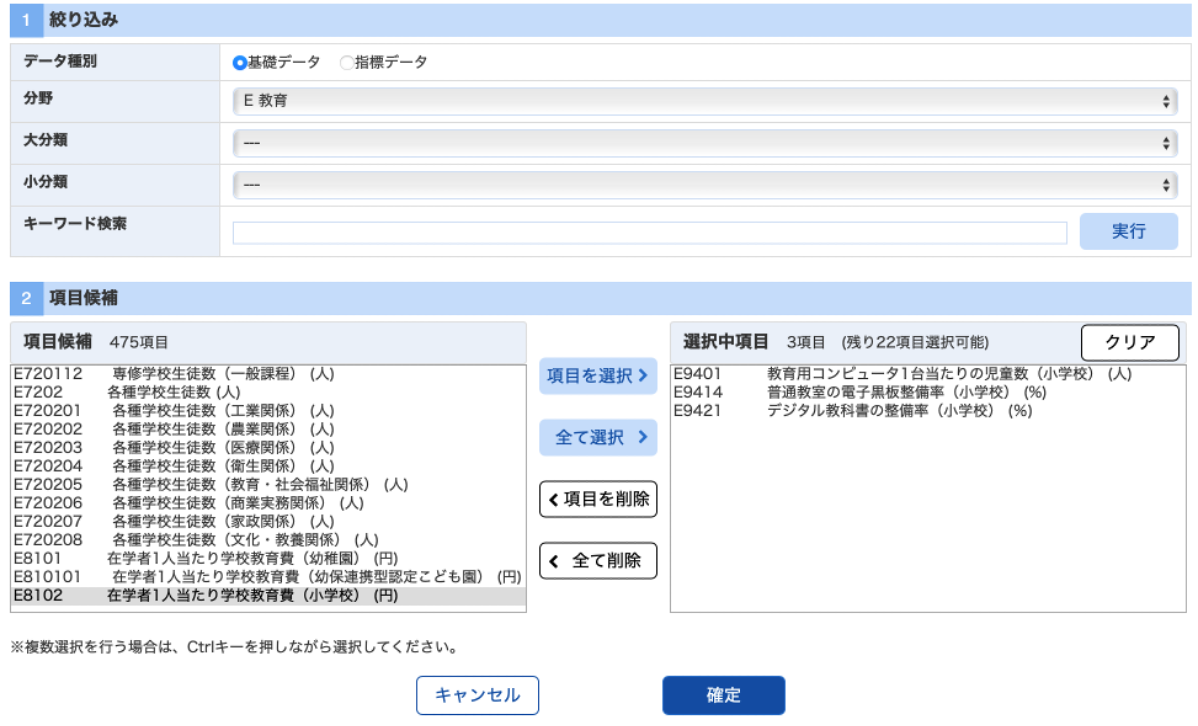 1 絞り込み
データ種別 基礎データ 指標データ
分野 E 教育
大分類 ---
小分類 ---
キーワード検索 実行
2 項目候補
項目候補 475項目
E720112 専修学校生徒数（一般課程） (人)
E7202 各種学校生徒数 (人)
E720201 各種学校生徒数（工業関係） (人)
E720202 各種学校生徒数（農業関係） (人)
E720203 各種学校生徒数（医療関係） (人)
E720204 各種学校生徒数（衛生関係） (人)
E720205 各種学校生徒数（教育・社会福祉関係） (人)
E720206 各種学校生徒数（商業実務関係） (人)
E720207 各種学校生徒数（家政関係） (人)
E720208 各種学校生徒数（文化・教養関係） (人)
E8101 在学者1人当たり学校教育費（幼稚園） (円)
E810101 在学者1人当たり学校教育費（幼保連携型認定こども園） (円)
E8102 在学者1人当たり学校教育費（小学校） (円)
項目を選択
全て選択
項目を削除
全て削除
選択中項目 3項目 (残り22項目選択可能) クリア
E9401 教育用コンピュータ1台当たりの児童数（小学校） (人)
E9414 普通教室の電子黒板整備率（小学校） (%)
E9421 デジタル教科書の整備率（小学校） (%)
※複数選択を行う場合は、Ctrlキーを押しながら選択してください。
キャンセル 確定